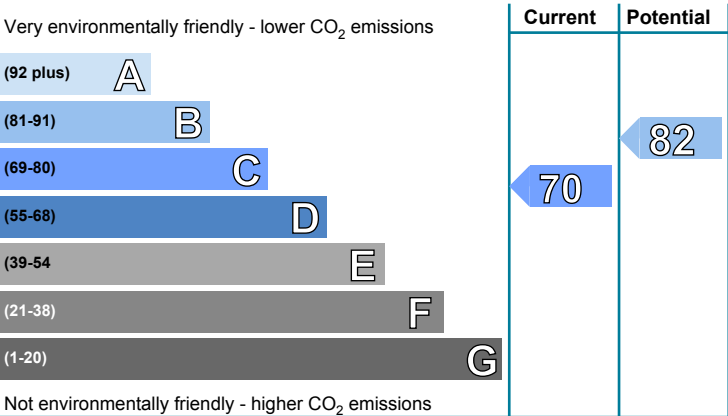 Very environmentally friendly - lower CO2 emissions
Current
Potential
(92 plus) A
(81-91) B
82
(69-80) C
70
(55-68) D
(39-54 E
(21-38) F
(1-20) G
Not environmentally friendly - higher CO2 emissions